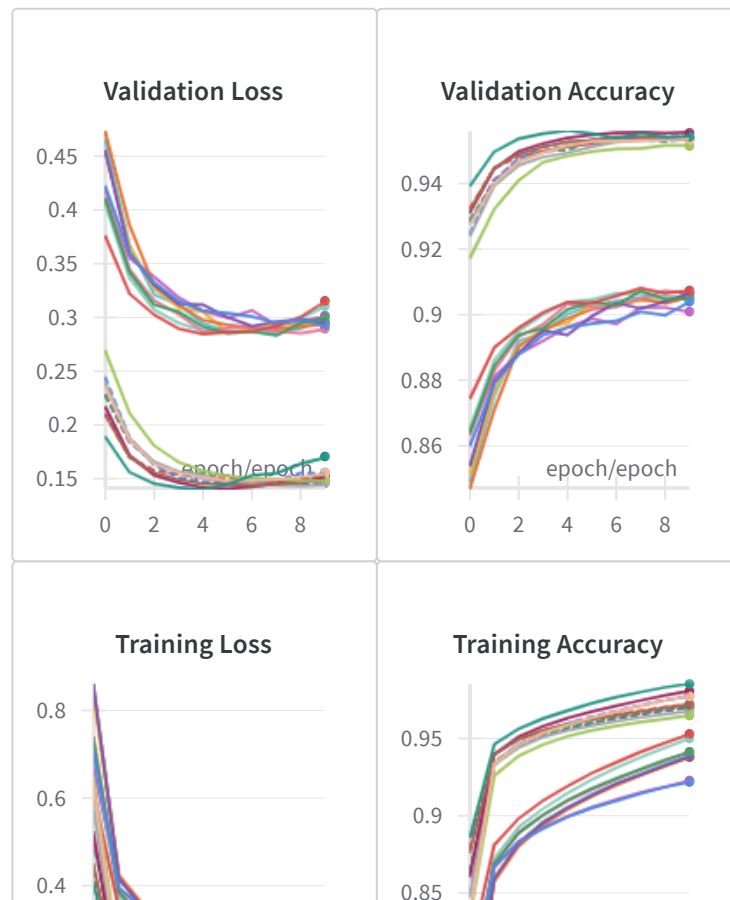 Validation Loss
0.45
0.4
0.35
0.3
0.25
0.2
0.15
epoch/epoch
0 2 4 6 8
Validation Accuracy
0.94
0.92
0.9
0.88
0.86
epoch/epoch
0 2 4 6 8
Training Loss
0.8
0.6
0.4
Training Accuracy
0.95
0.9
0.85